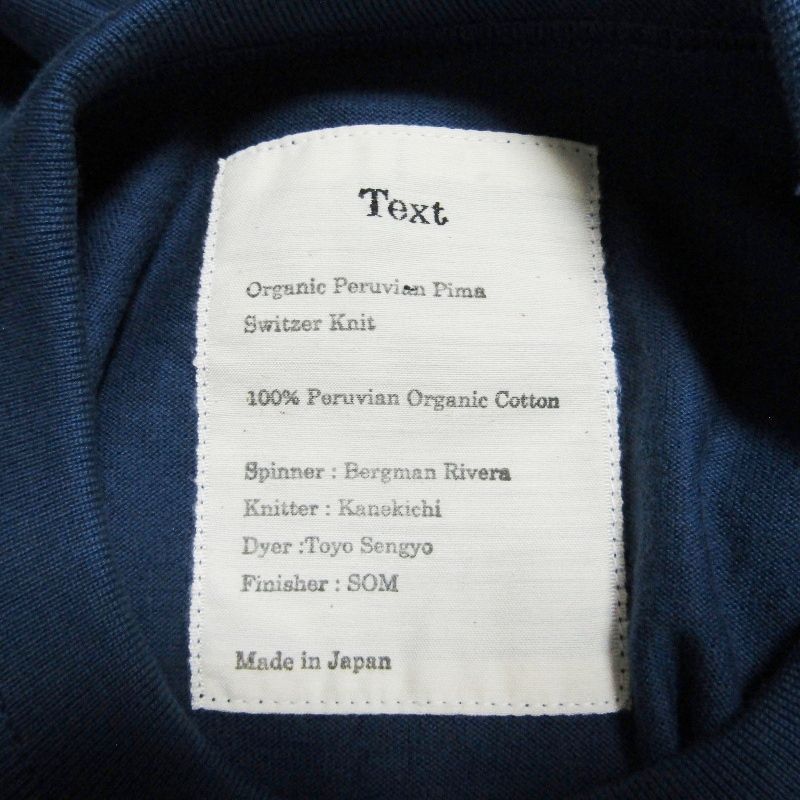 Text
Organic Peruvian Pima
Switzer Knit
100% Peruvian Organic Cotton
Spinner : Bergman Rivera
Knitter : Kanekichi
Dyer :Toyo Sengyo
Finisher : SOM
Made in Japan